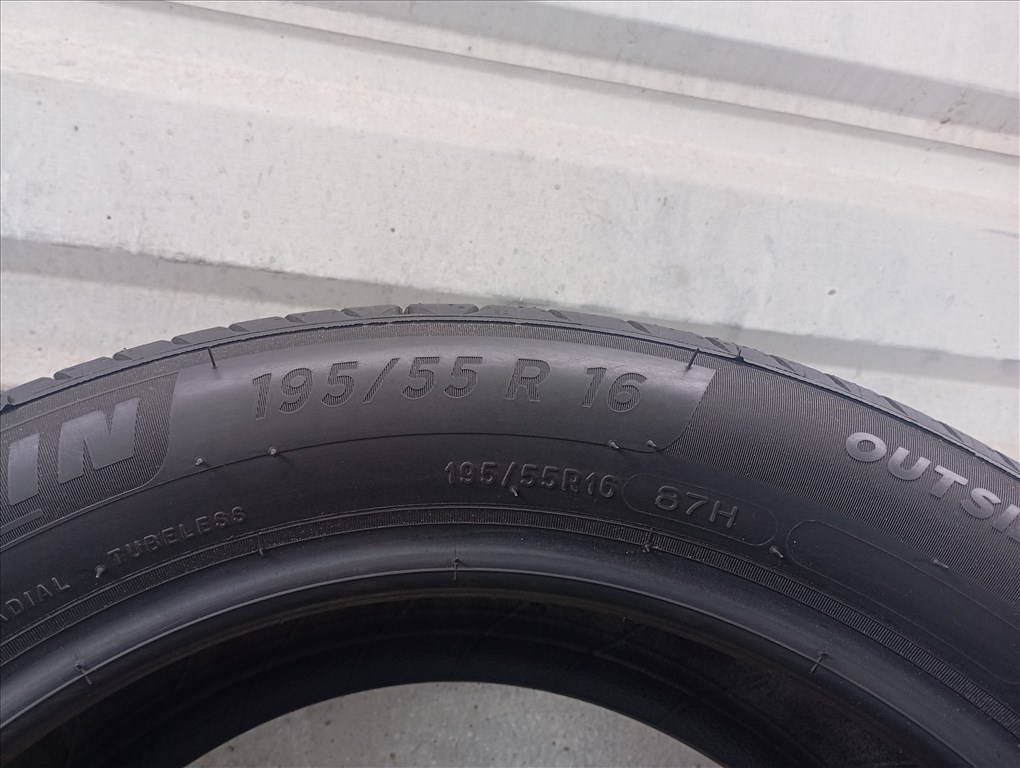 195/55 R 16
IN
OUTSI
195/55R16 87H
ADIAL TUBELESS